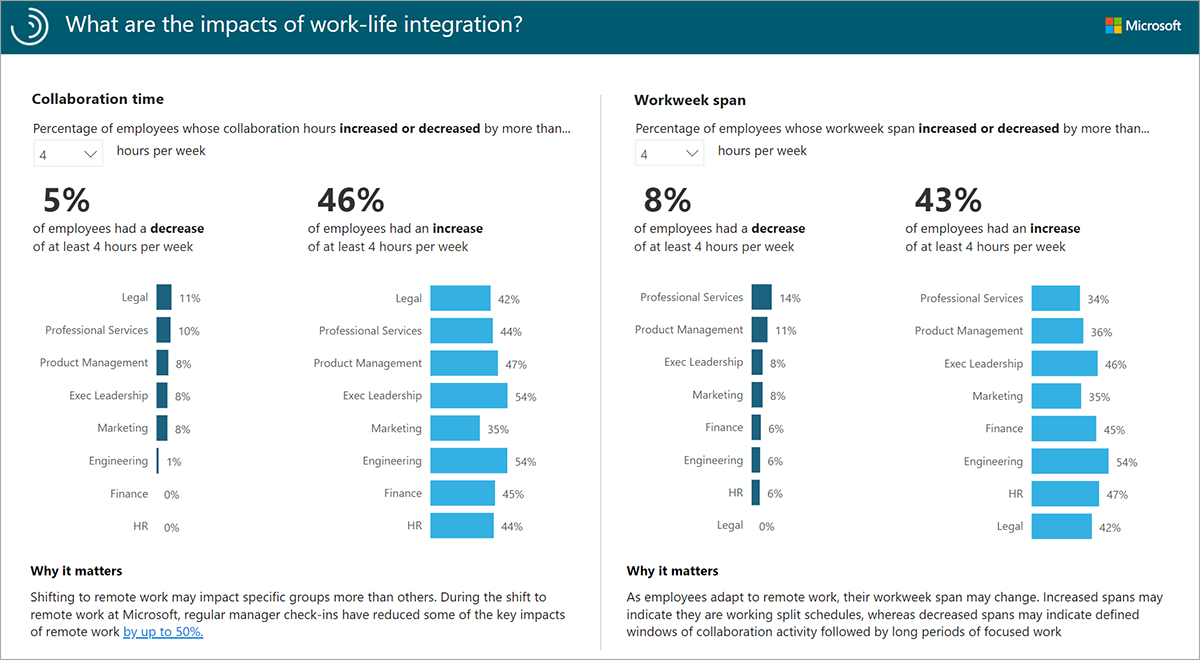 What are the impacts of work-life integration?
Microsoft
Collaboration time
Percentage of employees whose collaboration hours increased or decreased by more than...
4
hours per week
5%
of employees had a decrease
of at least 4 hours per week
46%
of employees had an increase
of at least 4 hours per week
Legal 11%
Professional Services 10%
Product Management 8%
Exec Leadership 8%
Marketing 8%
Engineering 1%
Finance 0%
HR 0%
Legal 42%
Professional Services 44%
Product Management 47%
Exec Leadership 54%
Marketing 35%
Engineering 54%
Finance 45%
HR 44%
Why it matters
Shifting to remote work may impact specific groups more than others. During the shift to
remote work at Microsoft, regular manager check-ins have reduced some of the key impacts
of remote work by up to 50%.
Workweek span
Percentage of employees whose workweek span increased or decreased by more than...
4
hours per week
8%
of employees had a decrease
of at least 4 hours per week
43%
of employees had an increase
of at least 4 hours per week
Professional Services 14%
Product Management 11%
Exec Leadership 8%
Marketing 8%
Finance 6%
Engineering 6%
HR 6%
Legal 0%
Professional Services 34%
Product Management 36%
Exec Leadership 46%
Marketing 35%
Finance 45%
Engineering 54%
HR 47%
Legal 42%
Why it matters
As employees adapt to remote work, their workweek span may change. Increased spans may
indicate they are working split schedules, whereas decreased spans may indicate defined
windows of collaboration activity followed by long periods of focused work